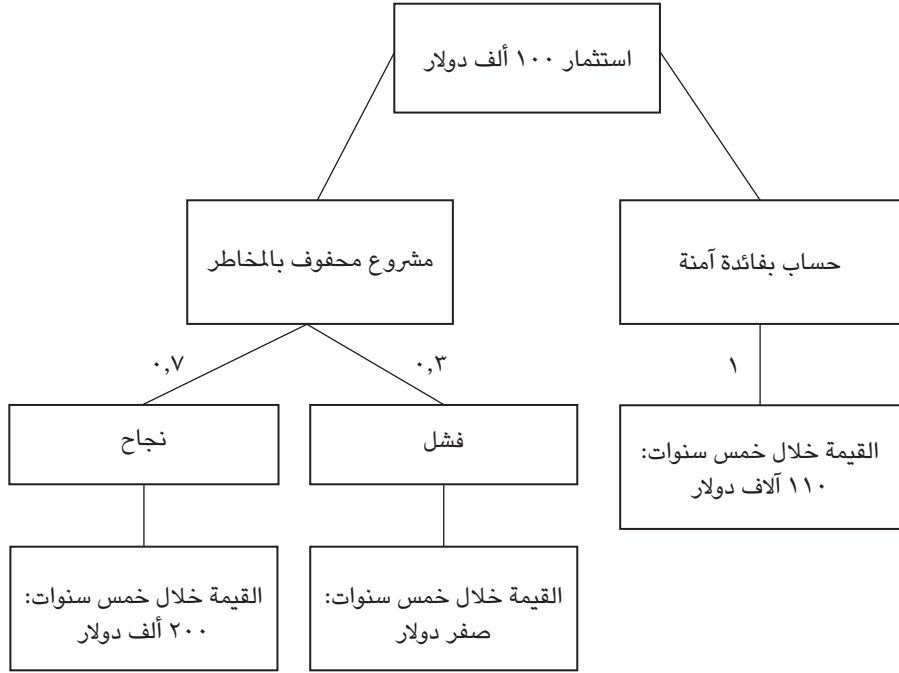 استثمار ١٠٠ ألف دولار
حساب بفائدة آمنة
مشروع محفوف بالمخاطر
١
٠,٣
٠,٧
القيمة خلال خمس سنوات:
١١٠ آلاف دولار
فشل
نجاح
القيمة خلال خمس سنوات:
صفر دولار
القيمة خلال خمس سنوات:
٢٠٠ ألف دولار